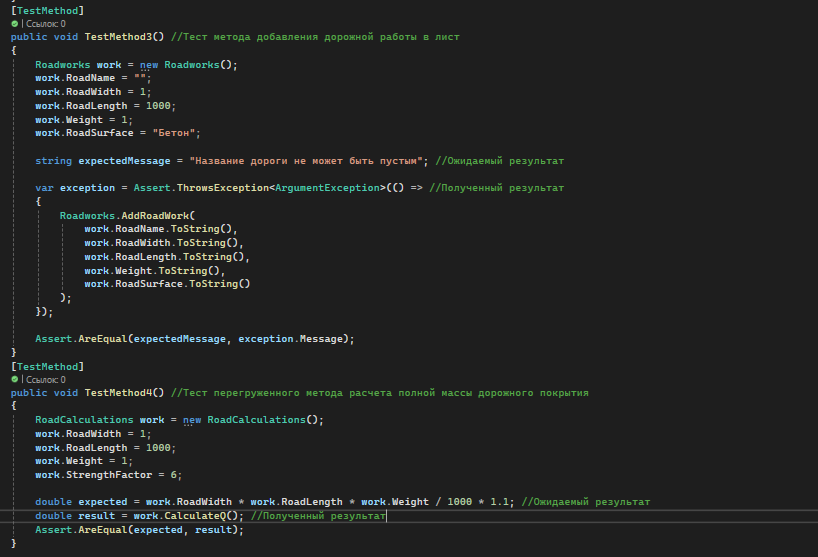 [TestMethod]
| Ссылок: 0
public void TestMethod3() //Тест метода добавления дорожной работы в лист
{
Roadworks work = new Roadworks();
work.RoadName = "";
work.RoadWidth = 1;
work.RoadLength = 1000;
work.Weight = 1;
work.RoadSurface = "Бетон";
string expectedMessage = "Название дороги не может быть пустым"; //Ожидаемый результат
var exception = Assert.ThrowsException<ArgumentException>(() => //Полученный результат
{
Roadworks.AddRoadWork(
work.RoadName.ToString(),
work.RoadWidth.ToString(),
work.RoadLength.ToString(),
work.Weight.ToString(),
work.RoadSurface.ToString()
);
});
Assert.AreEqual(expectedMessage, exception.Message);
}
[TestMethod]
| Ссылок: 0
public void TestMethod4() //Тест перегруженного метода расчета полной массы дорожного покрытия
{
RoadCalculations work = new RoadCalculations();
work.RoadWidth = 1;
work.RoadLength = 1000;
work.Weight = 1;
work.StrengthFactor = 6;
double expected = work.RoadWidth * work.RoadLength * work.Weight / 1000 * 1.1; //Ожидаемый результат
double result = work.CalculateQ(); //Полученный результат
Assert.AreEqual(expected, result);
}